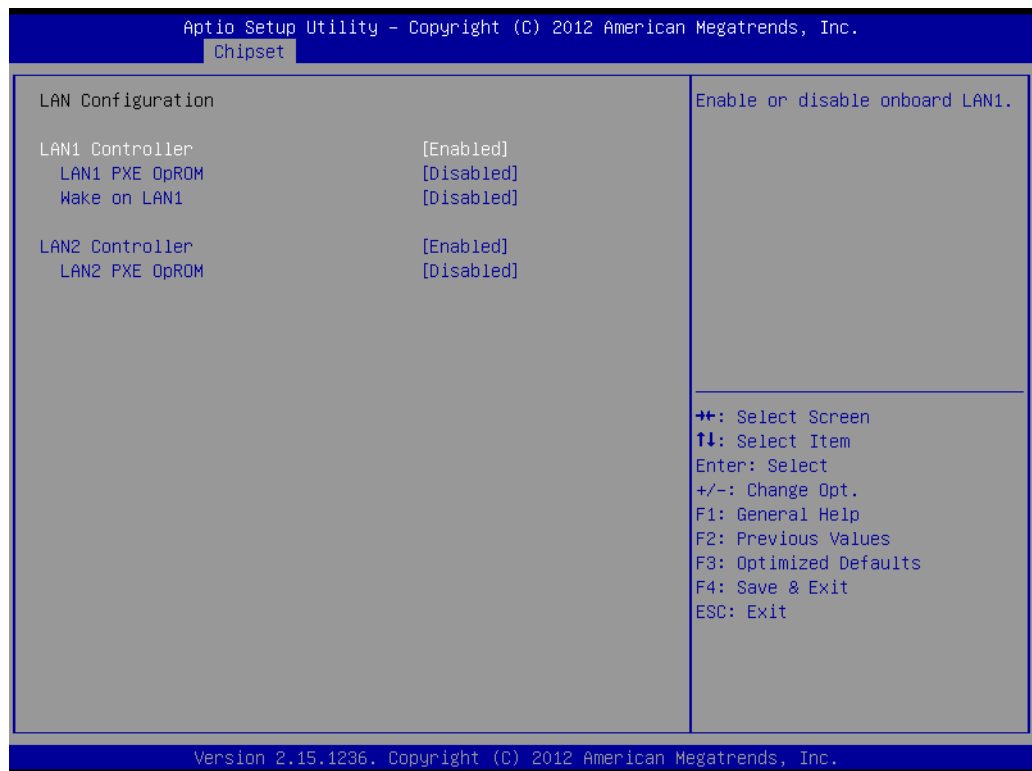 Aptio Setup Utility – Copyright (C) 2012 American Megatrends, Inc.
Chipset
LAN Configuration
LAN1 Controller [Enabled]
LAN1 PXE OpROM [Disabled]
Wake on LAN1 [Disabled]
LAN2 Controller [Enabled]
LAN2 PXE OpROM [Disabled]
Enable or disable onboard LAN1.
→←: Select Screen
↑↓: Select Item
Enter: Select
+/-: Change Opt.
F1: General Help
F2: Previous Values
F3: Optimized Defaults
F4: Save & Exit
ESC: Exit
Version 2.15.1236. Copyright (C) 2012 American Megatrends, Inc.